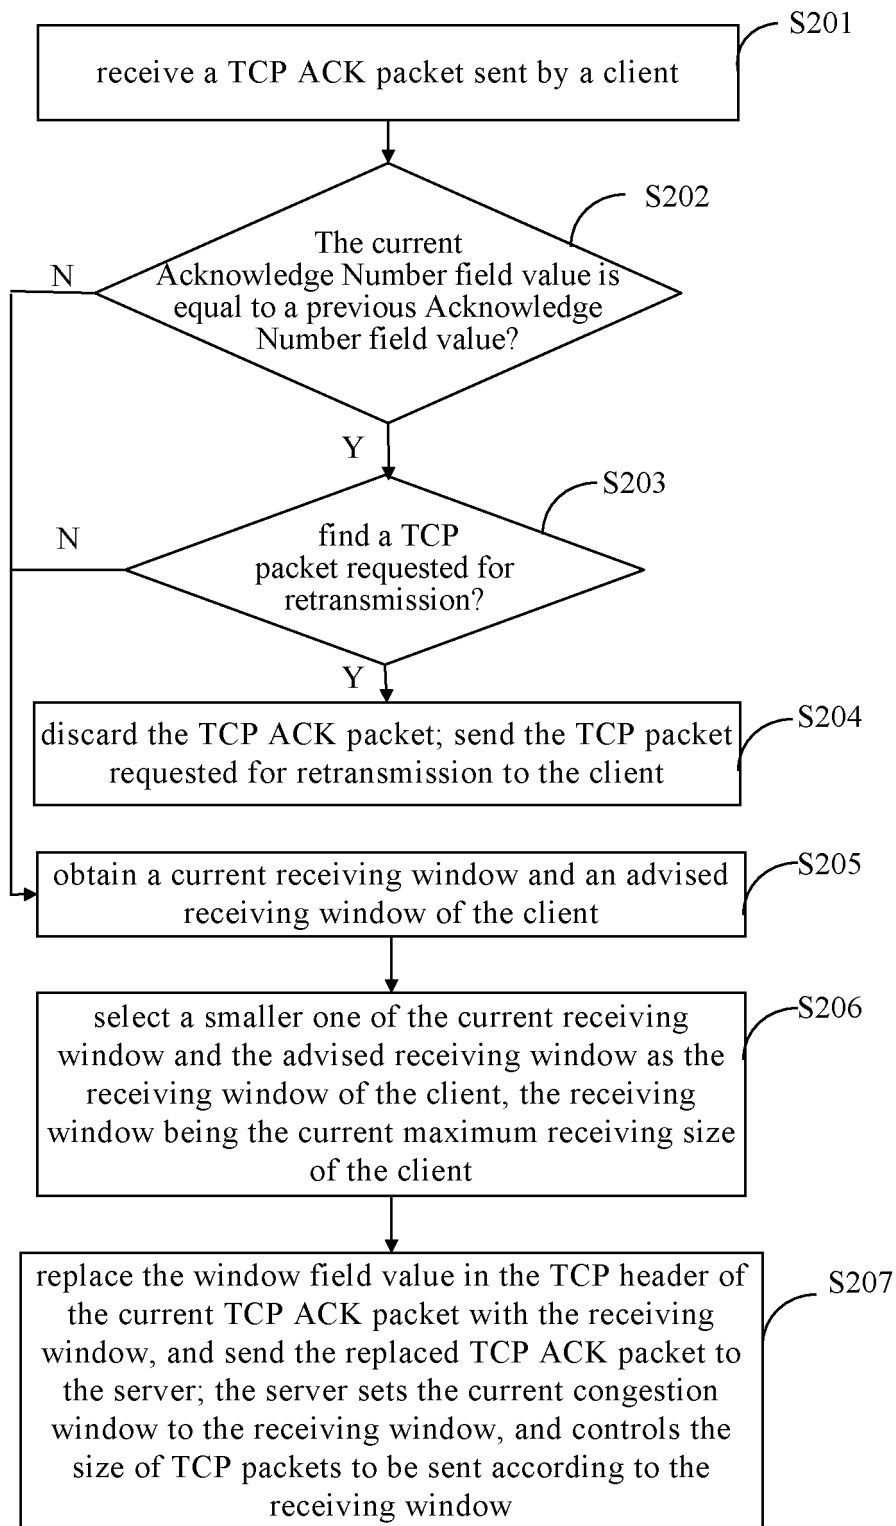 S201
receive a TCP ACK packet sent by a client
S202
The current
Acknowledge Number field value is
equal to a previous Acknowledge
Number field value?
N
Y
S203
find a TCP
packet requested for
retransmission?
N
Y
S204
discard the TCP ACK packet; send the TCP packet
requested for retransmission to the client
S205
obtain a current receiving window and an advised
receiving window of the client
S206
select a smaller one of the current receiving
window and the advised receiving window as the
receiving window of the client, the receiving
window being the current maximum receiving size
of the client
S207
replace the window field value in the TCP header of
the current TCP ACK packet with the receiving
window, and send the replaced TCP ACK packet to
the server; the server sets the current congestion
window to the receiving window, and controls the
size of TCP packets to be sent according to the
receiving window